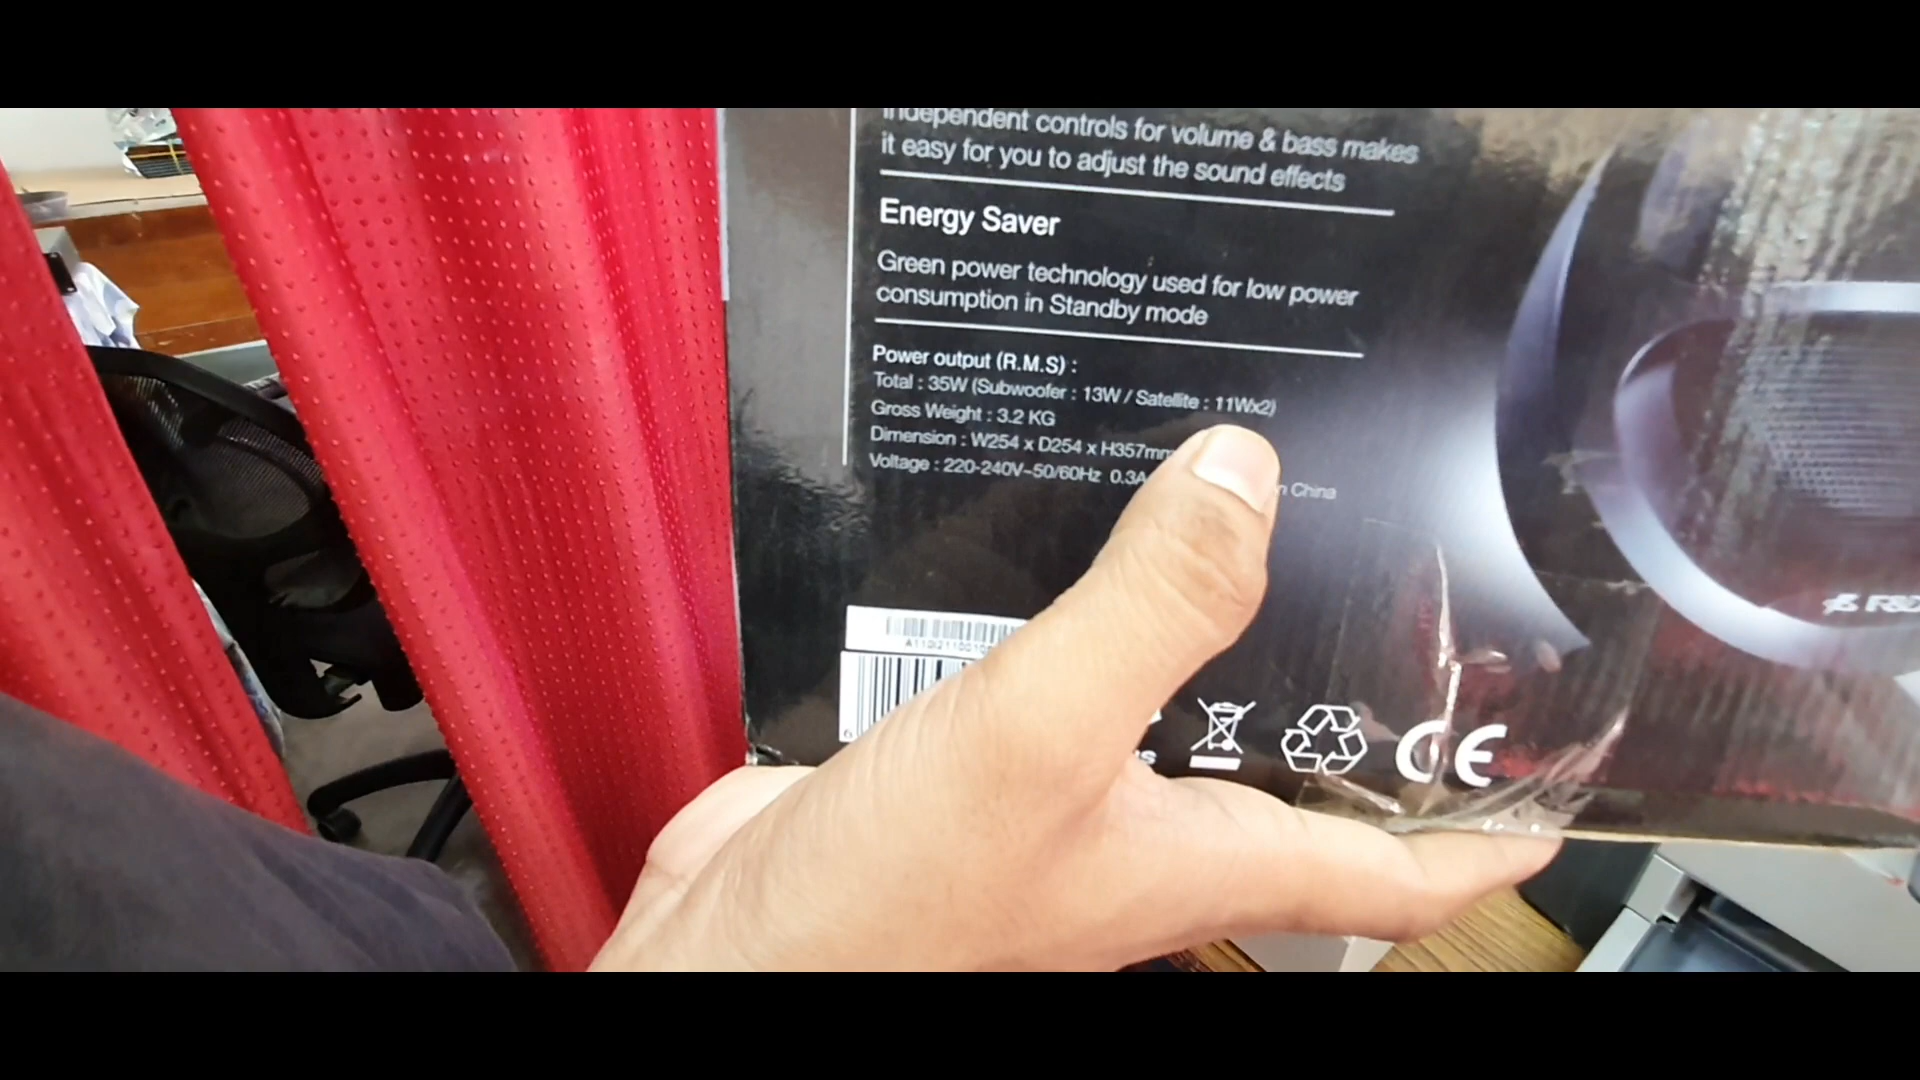 Independent controls for volume & bass makes
it easy for you to adjust the sound effects
Energy Saver
Green power technology used for low power
consumption in Standby mode
Power output (R.M.S) :
Total : 35W (Subwoofer : 13W / Satellite : 11Wx2)
Gross Weight : 3.2 KG
Dimension : W254 x D254 x H357mm
Voltage : 220-240V~50/60Hz 0.3A
China
CE